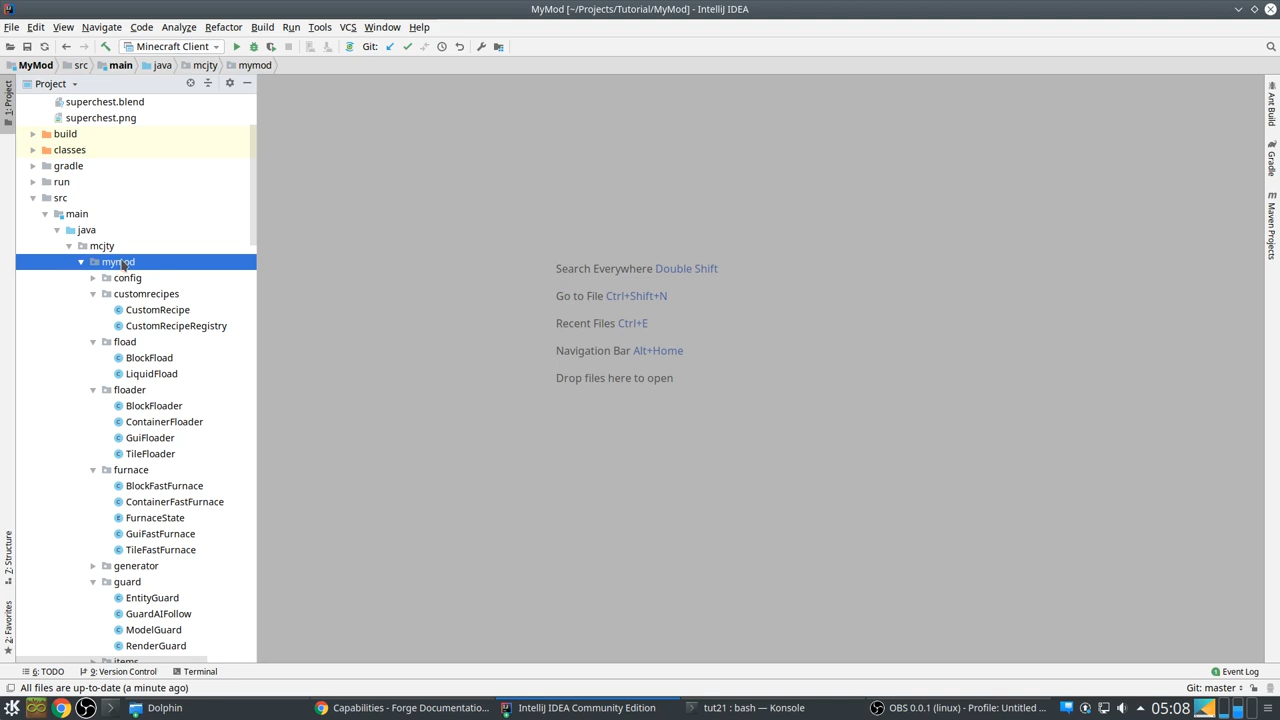 MyMod [~/Projects/Tutorial/MyMod] - IntelliJ IDEA
File Edit View Navigate Code Analyze Refactor Build Run Tools VCS Window Help
Minecraft Client Git:
MyMod src main java mcjty mymod
Project
superchest.blend
superchest.png
build
classes
gradle
run
src
main
java
mcjty
mymod
config
customrecipes
CustomRecipe
CustomRecipeRegistry
fload
BlockFload
LiquidFload
floader
BlockFloader
ContainerFloader
GuiFloader
TileFloader
furnace
BlockFastFurnace
ContainerFastFurnace
FurnaceState
GuiFastFurnace
TileFastFurnace
generator
guard
EntityGuard
GuardAIFollow
ModelGuard
RenderGuard
items
1: Project
7: Structure
2: Favorites
Search Everywhere Double Shift
Go to File Ctrl+Shift+N
Recent Files Ctrl+E
Navigation Bar Alt+Home
Drop files here to open
Ant Build
Gradle
Maven Projects
6: TODO 9: Version Control Terminal Event Log
All files are up-to-date (a minute ago) Git: master
Dolphin Capabilities - Forge Documentatio... IntelliJ IDEA Community Edition tut21 : bash — Konsole OBS 0.0.1 (linux) - Profile: Untitled ... 05:08